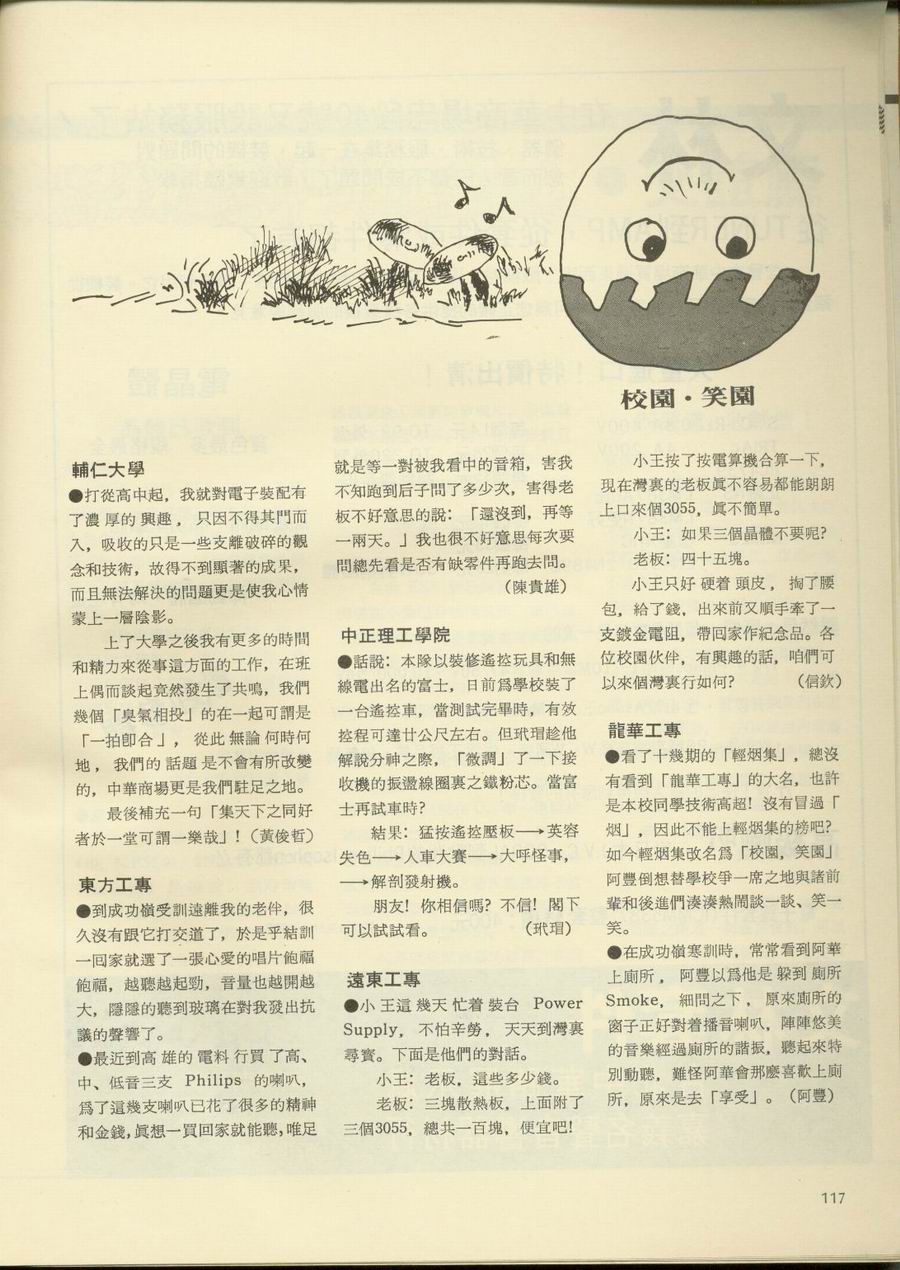 校園・笑園
輔仁大學
●打從高中起，我就對電子裝配有
了濃厚的興趣，只因不得其門而
入，吸收的只是一些支離破碎的觀
念和技術，故得不到顯著的成果，
而且無法解決的問題更是使我心情
蒙上一層陰影。
上了大學之後我有更多的時間
和精力來從事這方面的工作，在班
上偶而談起竟然發生了共鳴，我們
幾個「臭氣相投」的在一起可謂是
「一拍卽合」，從此無論何時何
地，我們的話題是不會有所改變
的，中華商場更是我們駐足之地。
最後補充一句「集天下之同好
者於一堂可謂一樂哉」!（黃俊哲）
東方工專
●到成功嶺受訓遠離我的老伴，很
久沒有跟它打交道了，於是乎結訓
一囘家就選了一張心愛的唱片飽福
飽福，越聽越起勁，音量也越開越
大，隱隱的聽到玻璃在對我發出抗
議的聲響了。
●最近到高雄的電料行買了高、
中、低音三支 Philips 的喇叭，
爲了這幾支喇叭已花了很多的精神
和金錢，眞想一買回家就能聽，唯足
就是等一對被我看中的音箱，害我
不知跑到后子問了多少次，害得老
板不好意思的說：「還沒到，再等
一兩天。」我也很不好意思每次要
問總先看是否有缺零件再跑去問。
（陳貴雄）
中正理工學院
●話說：本隊以裝修遙控玩具和無
線電出名的富士，日前爲學校裝了
一台遙控車，當測試完畢時，有效
控程可達廿公尺左右。但玳瑁趁他
解說分神之際，「微調」了一下接
收機的振盪線圈裏之鐵粉芯。當富
士再試車時?
結果：猛按遙控壓板──→英容
失色──→人車大賽──→大呼怪事，
──→解剖發射機。
朋友！你相信嗎？不信！閣下
可以試試看。（玳瑁）
遠東工專
●小王這幾天忙着裝台 Power
Supply，不怕辛勞，天天到灣裏
尋寶。下面是他們的對話。
小王：老板，這些多少錢。
老板：三塊散熱板，上面附了
三個3055，總共一百塊，便宜吧!
小王按了按電算機合算一下，
現在灣裏的老板眞不容易都能朗朗
上口來個3055，眞不簡單。
小王：如果三個晶體不要呢?
老板：四十五塊。
小王只好硬着頭皮，掏了腰
包，給了錢，出來前又順手牽了一
支鍍金電阻，帶囘家作紀念品。各
位校園伙伴，有興趣的話，咱們可
以來個灣裏行如何?（信欽）
龍華工專
●看了十幾期的「輕烟集」，總沒
有看到「龍華工專」的大名，也許
是本校同學技術高超！沒有冒過「
烟」，因此不能上輕烟集的榜吧?
如今輕烟集改名爲「校園，笑園」
阿豐倒想替學校爭一席之地與諸前
輩和後進們湊湊熱鬧談一談、笑一
笑。
●在成功嶺寒訓時，常常看到阿華
上廁所，阿豐以爲他是躲到廁所
Smoke，細問之下，原來廁所的
窗子正好對着播音喇叭，陣陣悠美
的音樂經過廁所的諧振，聽起來特
別動聽，難怪阿華會那麽喜歡上廁
所，原來是去「享受」。（阿豐）
117